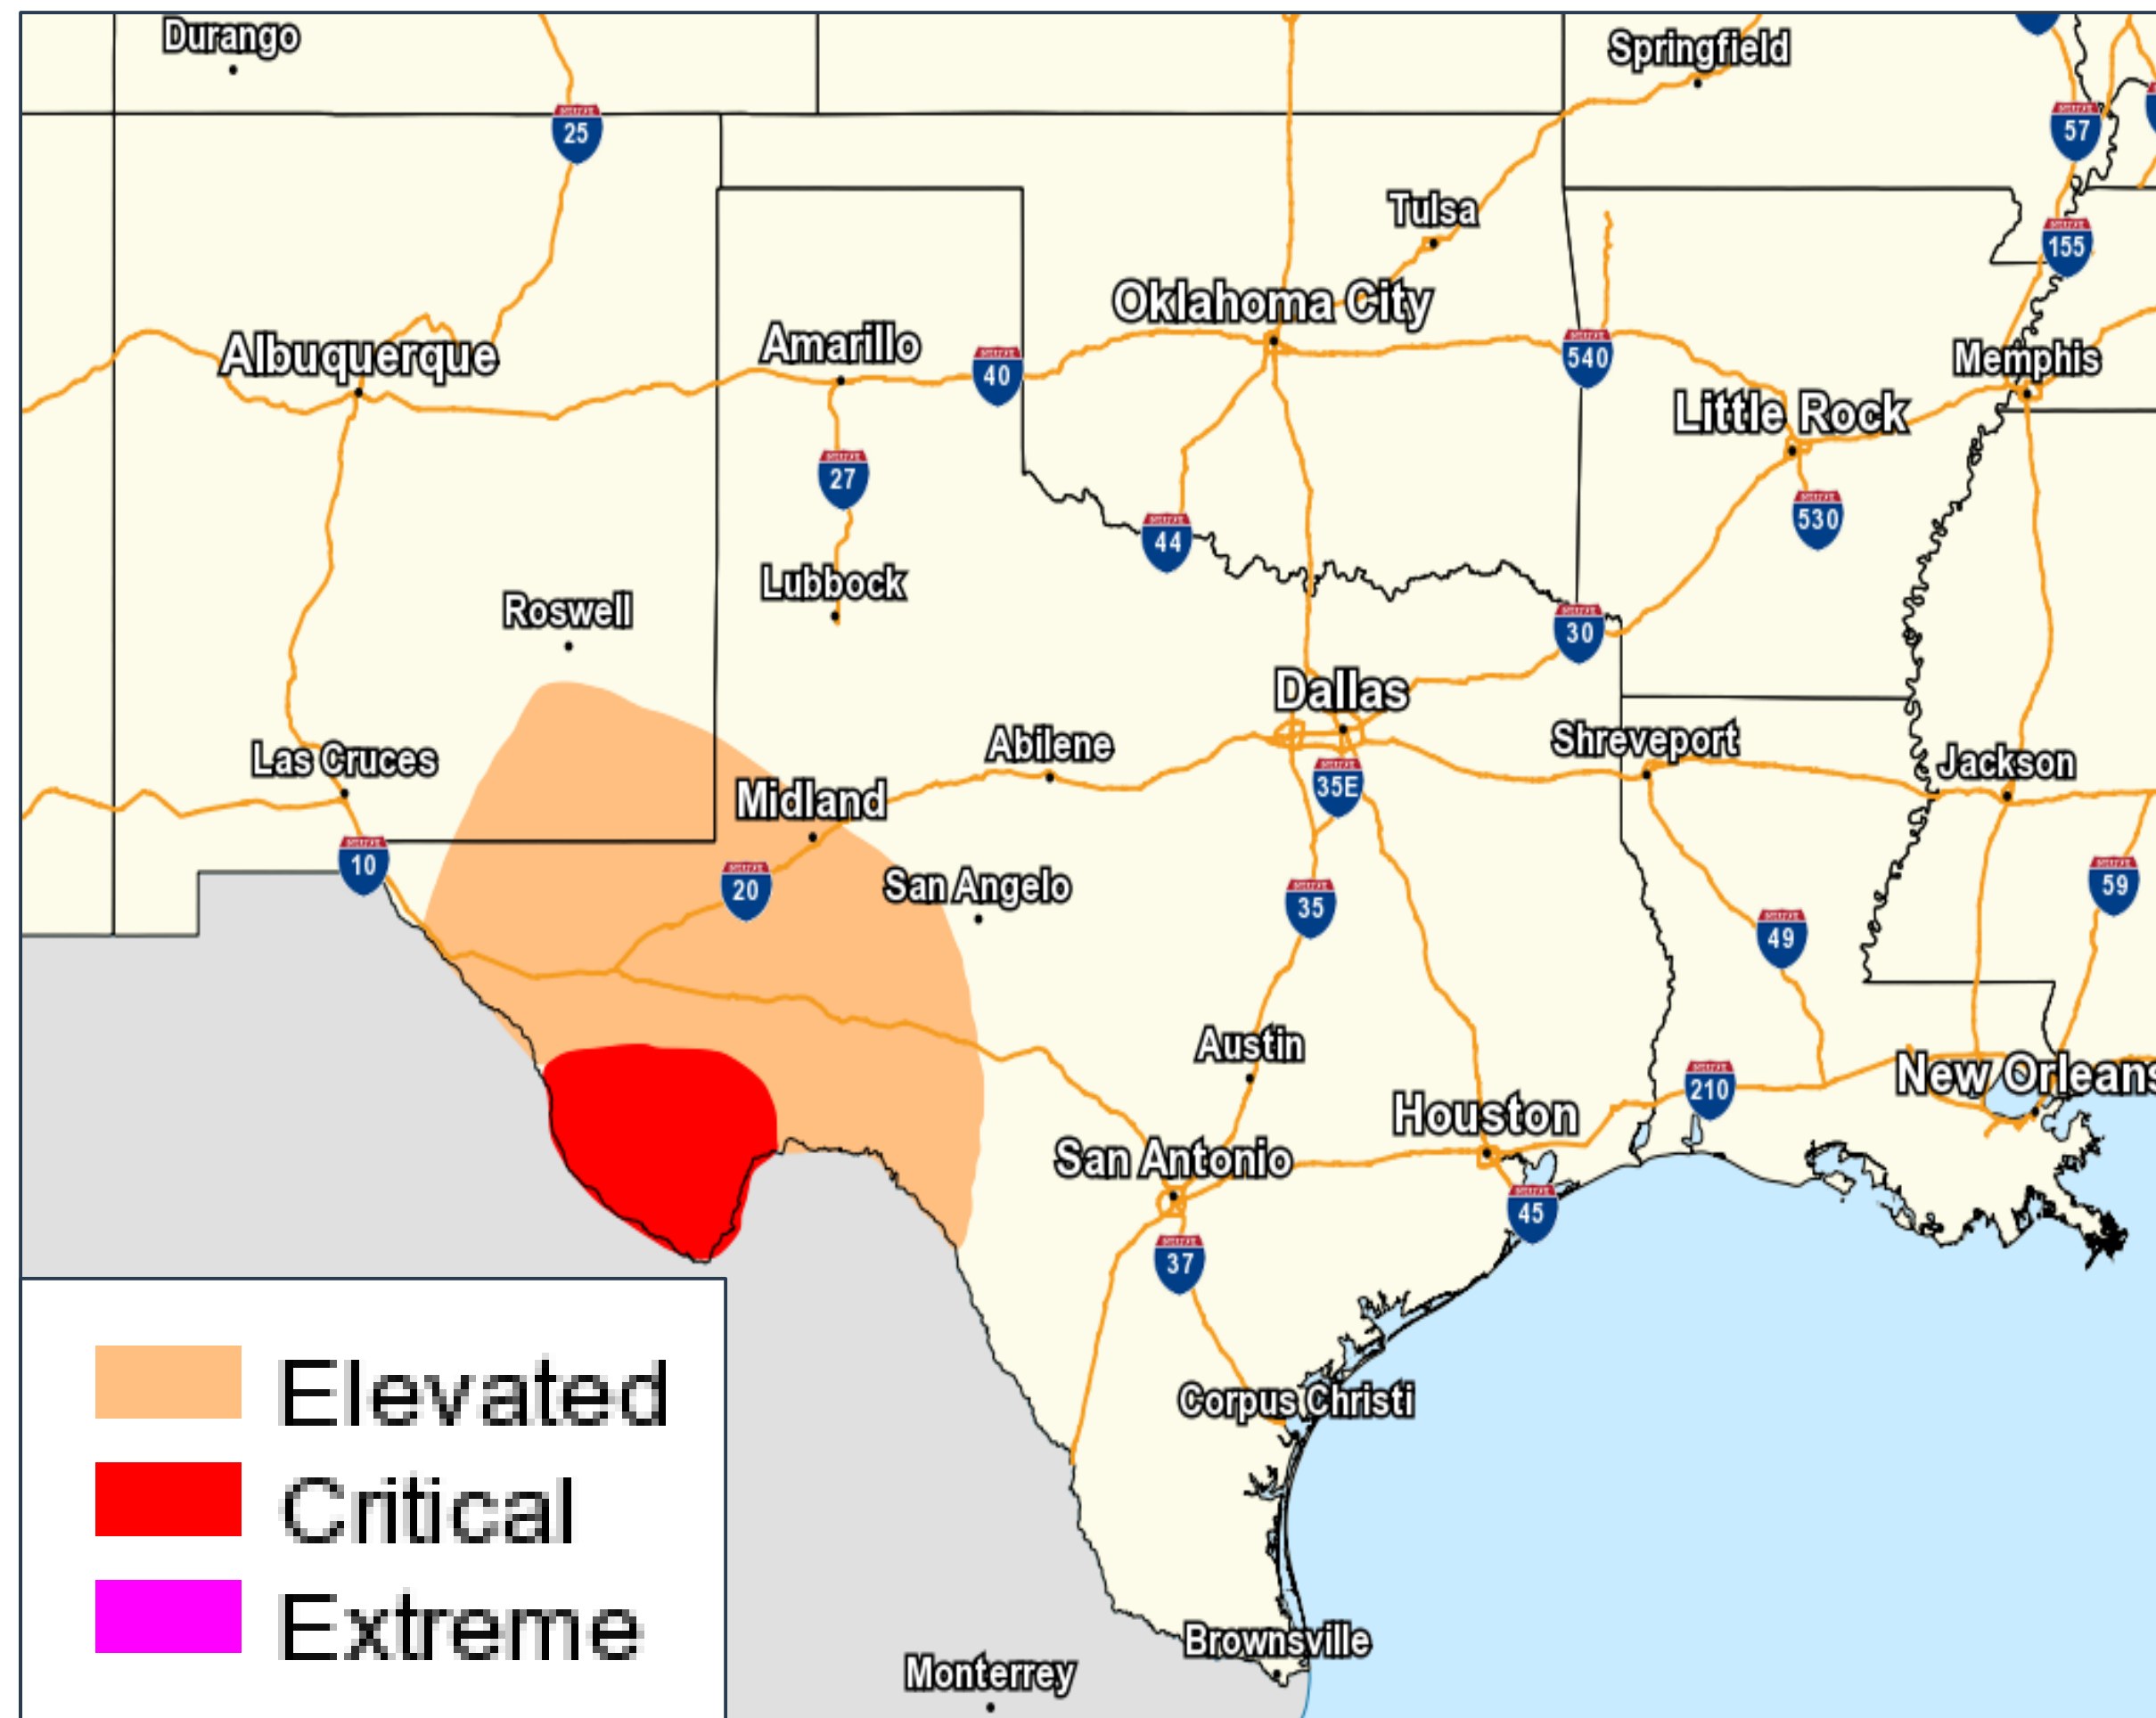 Durango
Springfield
25
57
Tulsa
155
Oklahoma City
Albuquerque
Amarillo
40
540
Memphis
Little Rock
27
530
44
Lubbock
Roswell
30
Dallas
Las Cruces
Abilene
Shreveport
Jackson
35E
Midland
10
20
San Angelo
35
59
49
Austin
New Orleans
210
Houston
San Antonio
45
37
Corpus Christi
Elevated
Critical
Extreme
Brownsville
Monterrey